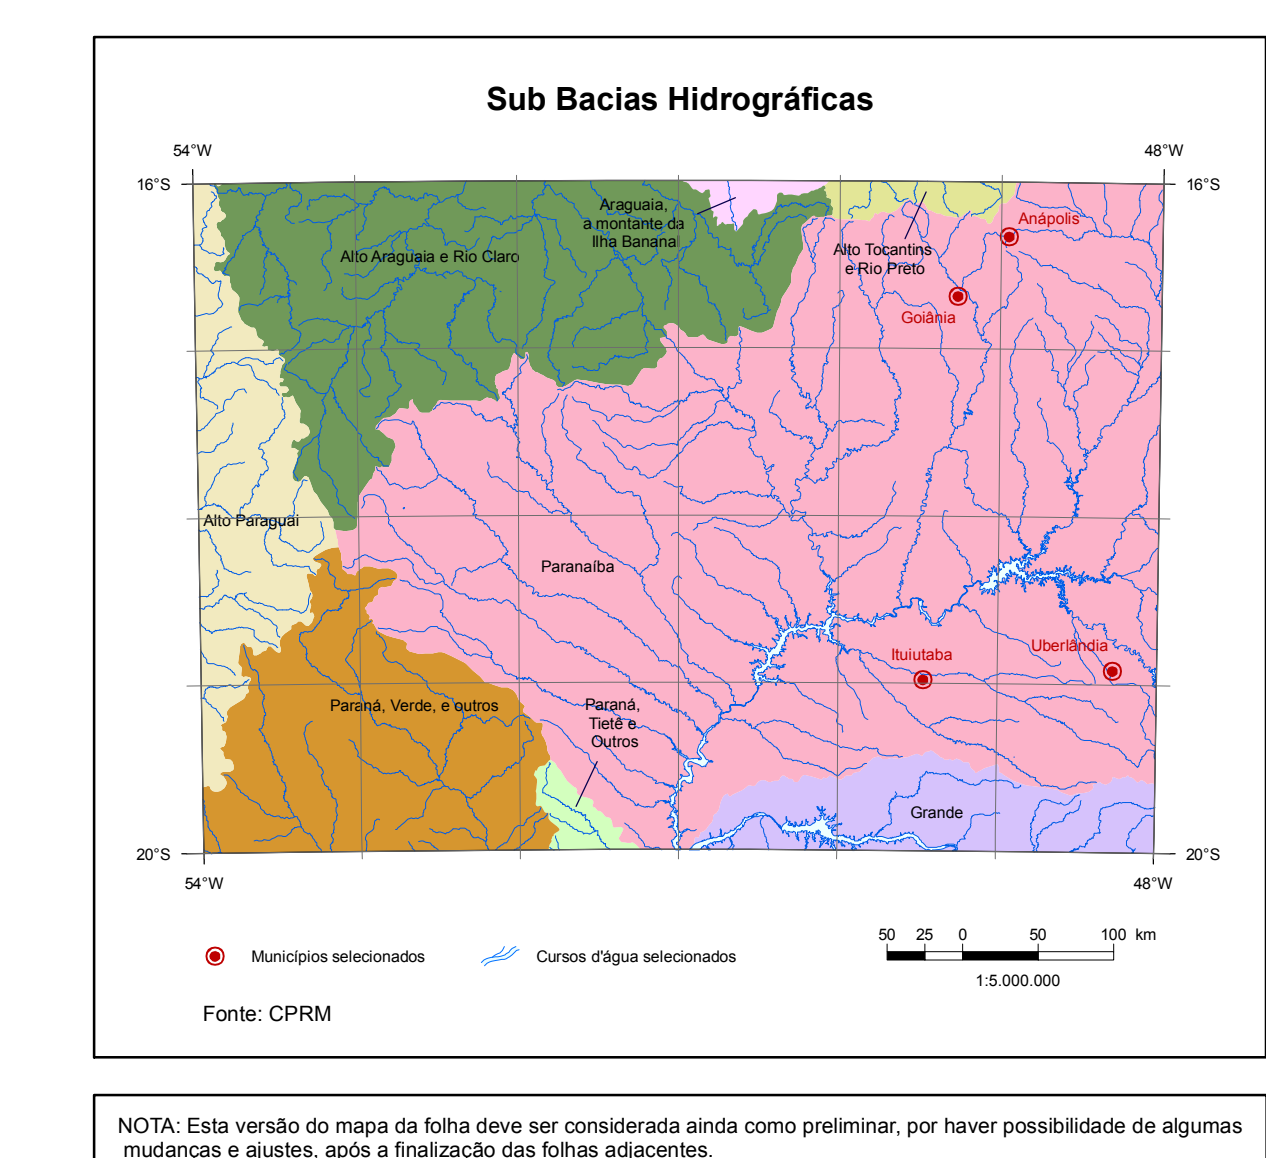 Sub Bacias Hidrográficas
54°W
48°W
16°S
16°S
Araguaia,
a montante da
Ilha Banana
Anápolis
Alto Araguaia e Rio Claro
Alto Tocantins
e Rio Preto
Goiânia
Alto Paraguai
Paranaíba
Ituiutaba
Uberlândia
Paraná, Verde, e outros
Paraná,
Tietê e
Outros
Grande
20°S
20°S
54°W
48°W
50 25 0 50 100 km
1:5.000.000
Municípios selecionados
Cursos d'água selecionados
Fonte: CPRM
NOTA: Esta versão do mapa da folha deve ser considerada ainda como preliminar, por haver possibilidade de algumas
mudanças e ajustes, após a finalização das folhas adjacentes.